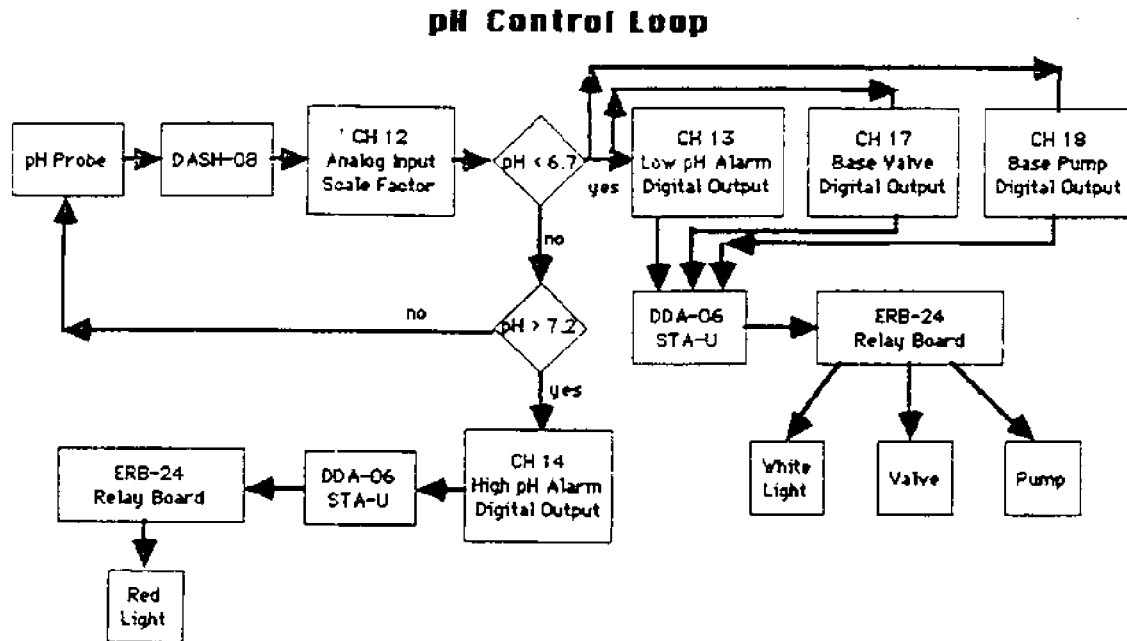 pH Control Loop
pH Probe
DASH-08
CH 12
Analog Input
Scale Factor
pH < 6.7
yes
CH 13
Low pH Alarm
Digital Output
CH 17
Base Valve
Digital Output
CH 18
Base Pump
Digital Output
no
no
pH > 7.2
yes
DDA-06
STA-U
ERB-24
Relay Board
White
Light
Valve
Pump
CH 14
High pH Alarm
Digital Output
DDA-06
STA-U
ERB-24
Relay Board
Red
Light